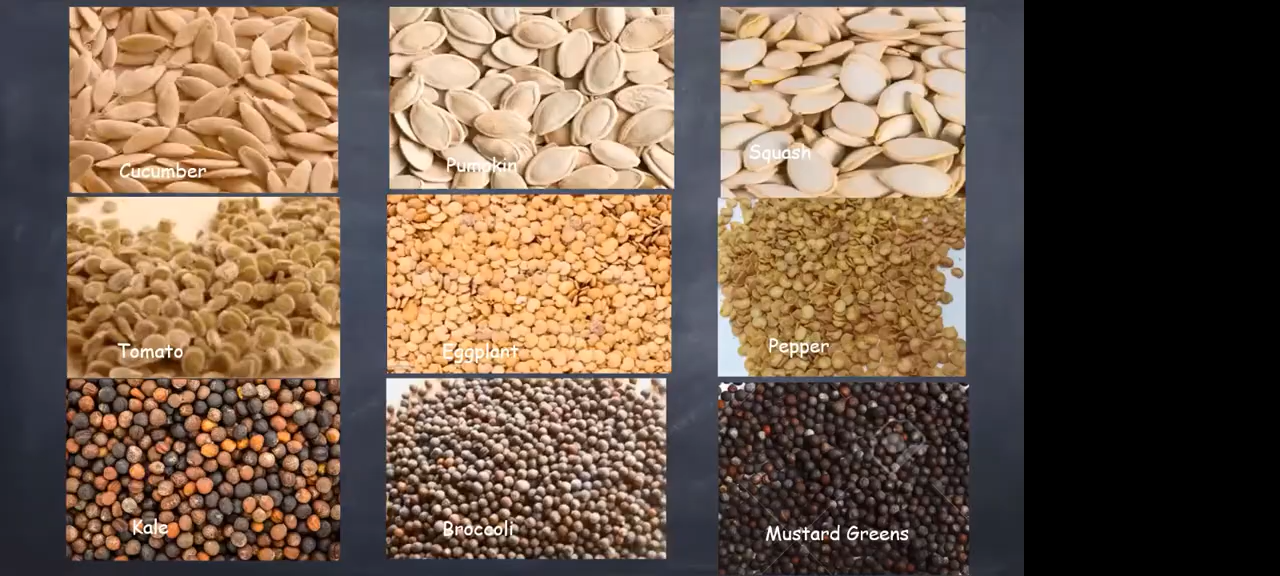 Cucumber
Pumpkin
Squash
Tomato
Eggplant
Pepper
Kale
Broccoli
Mustard Greens